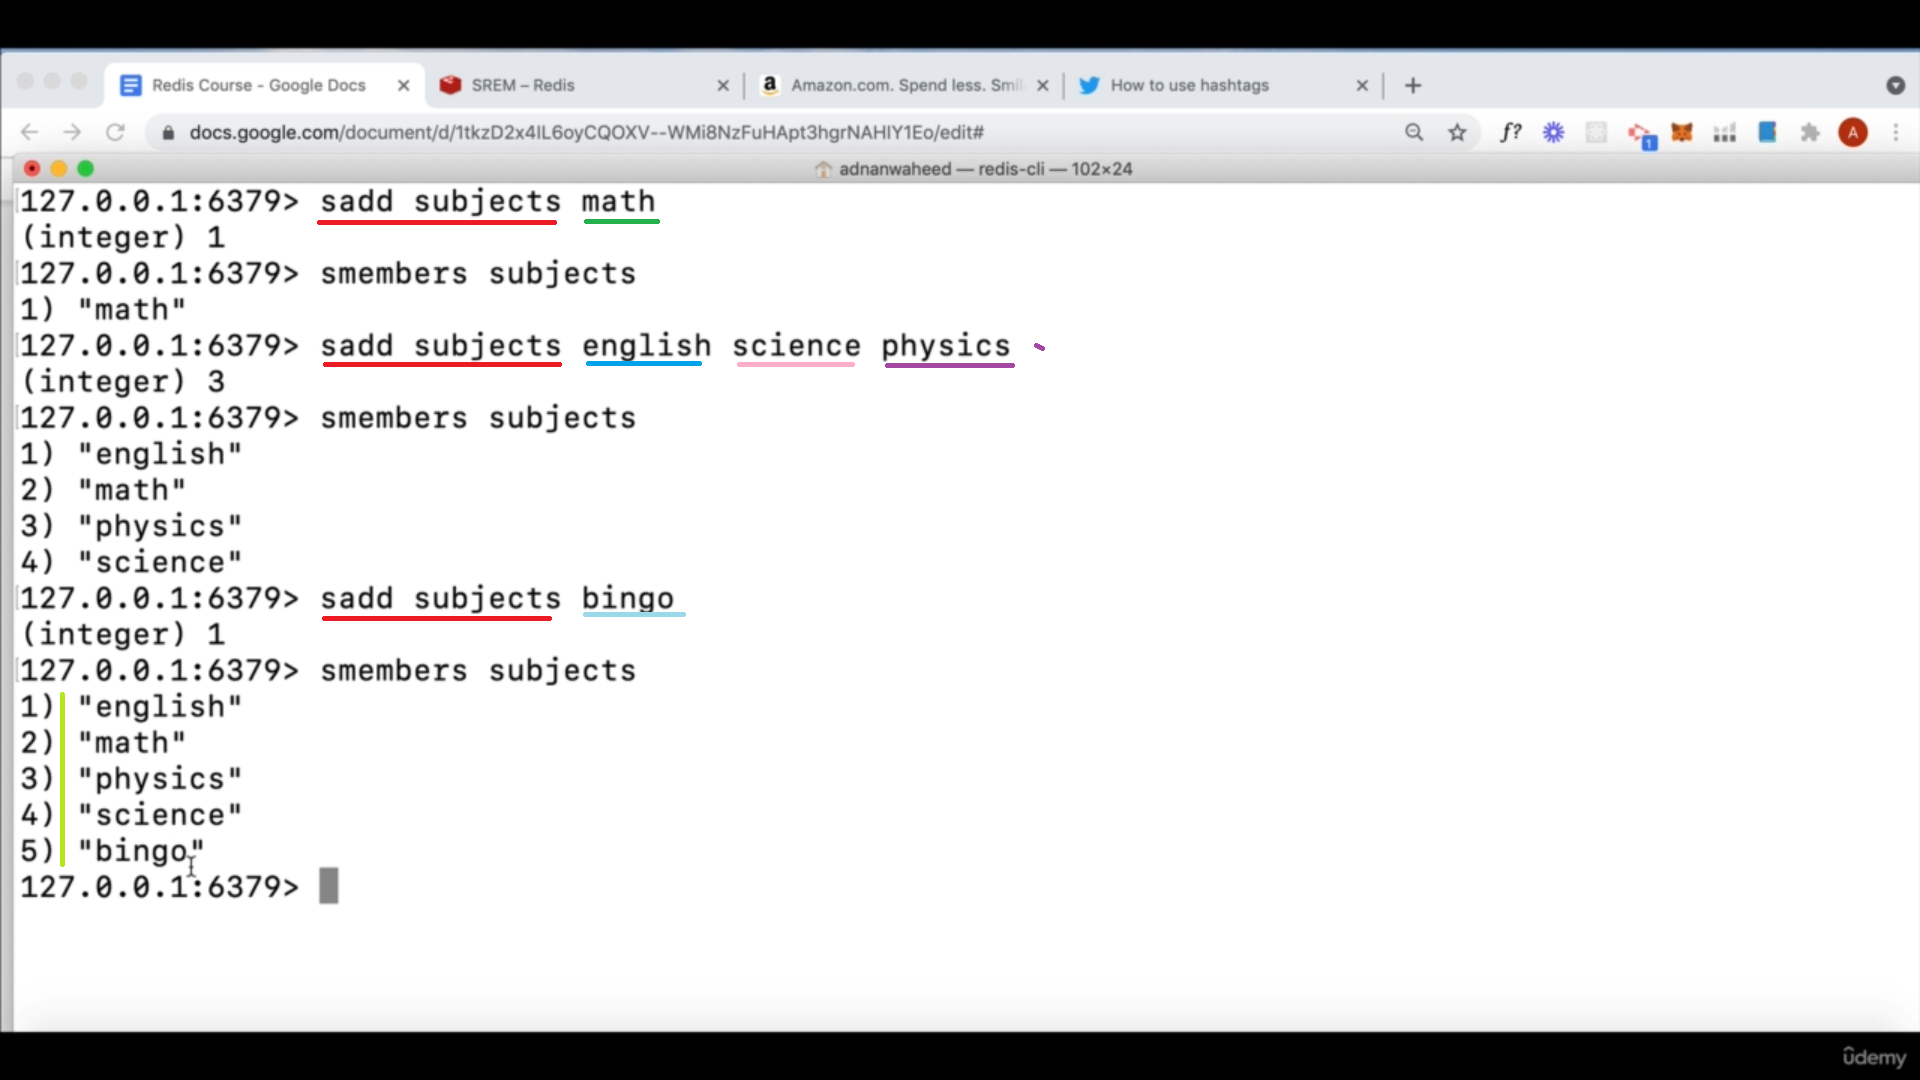 Redis Course - Google Docs
SREM – Redis
Amazon.com. Spend less. Smil
How to use hashtags
docs.google.com/document/d/1tkzD2x4IL6oyCQOXV--WMi8NzFuHApt3hgrNAHlY1Eo/edit#
f?
1
A
adnanwaheed — redis-cli — 102×24
127.0.0.1:6379> sadd subjects math
(integer) 1
127.0.0.1:6379> smembers subjects
1) "math"
127.0.0.1:6379> sadd subjects english science physics
(integer) 3
127.0.0.1:6379> smembers subjects
1) "english"
2) "math"
3) "physics"
4) "science"
127.0.0.1:6379> sadd subjects bingo
(integer) 1
127.0.0.1:6379> smembers subjects
1) "english"
2) "math"
3) "physics"
4) "science"
5) "bingo"
127.0.0.1:6379>
ûdemy